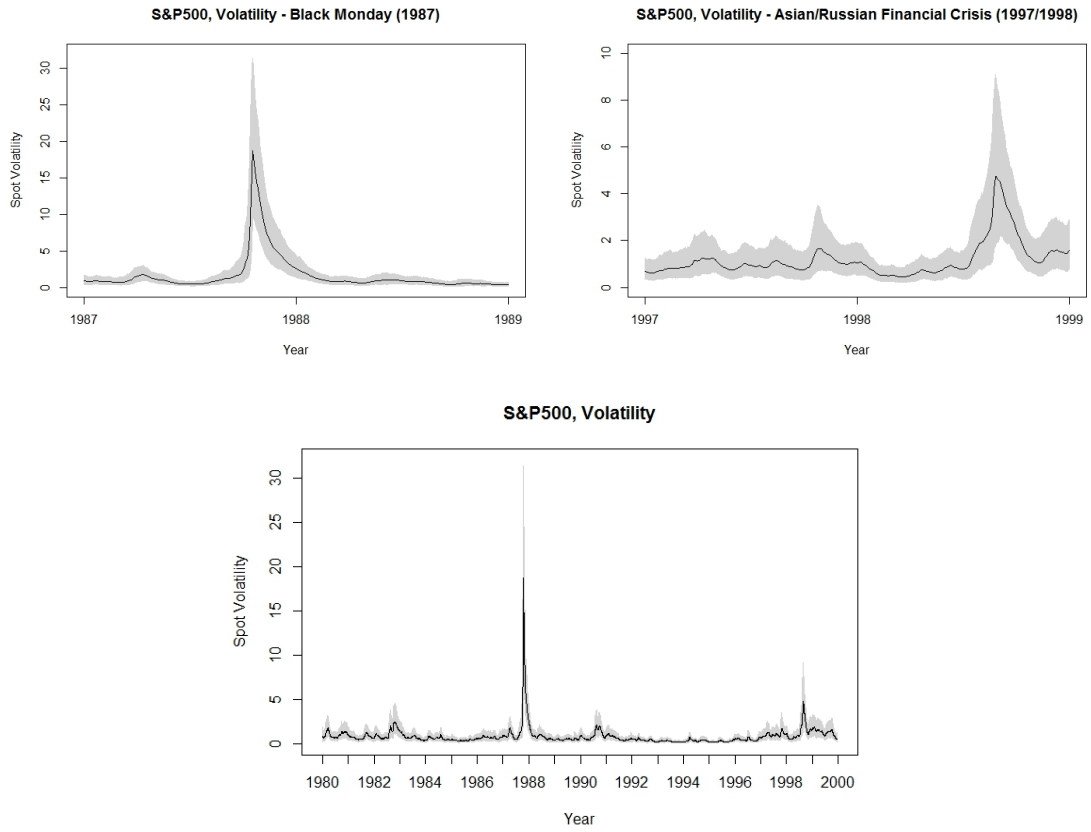 S&P500, Volatility - Black Monday (1987)
Spot Volatility
30
25
20
15
10
5
0
1987 1988 1989
Year
S&P500, Volatility - Asian/Russian Financial Crisis (1997/1998)
Spot Volatility
10
8
6
4
2
0
1997 1998 1999
Year
S&P500, Volatility
Spot Volatility
30
25
20
15
10
5
0
1980 1982 1984 1986 1988 1990 1992 1994 1996 1998 2000
Year